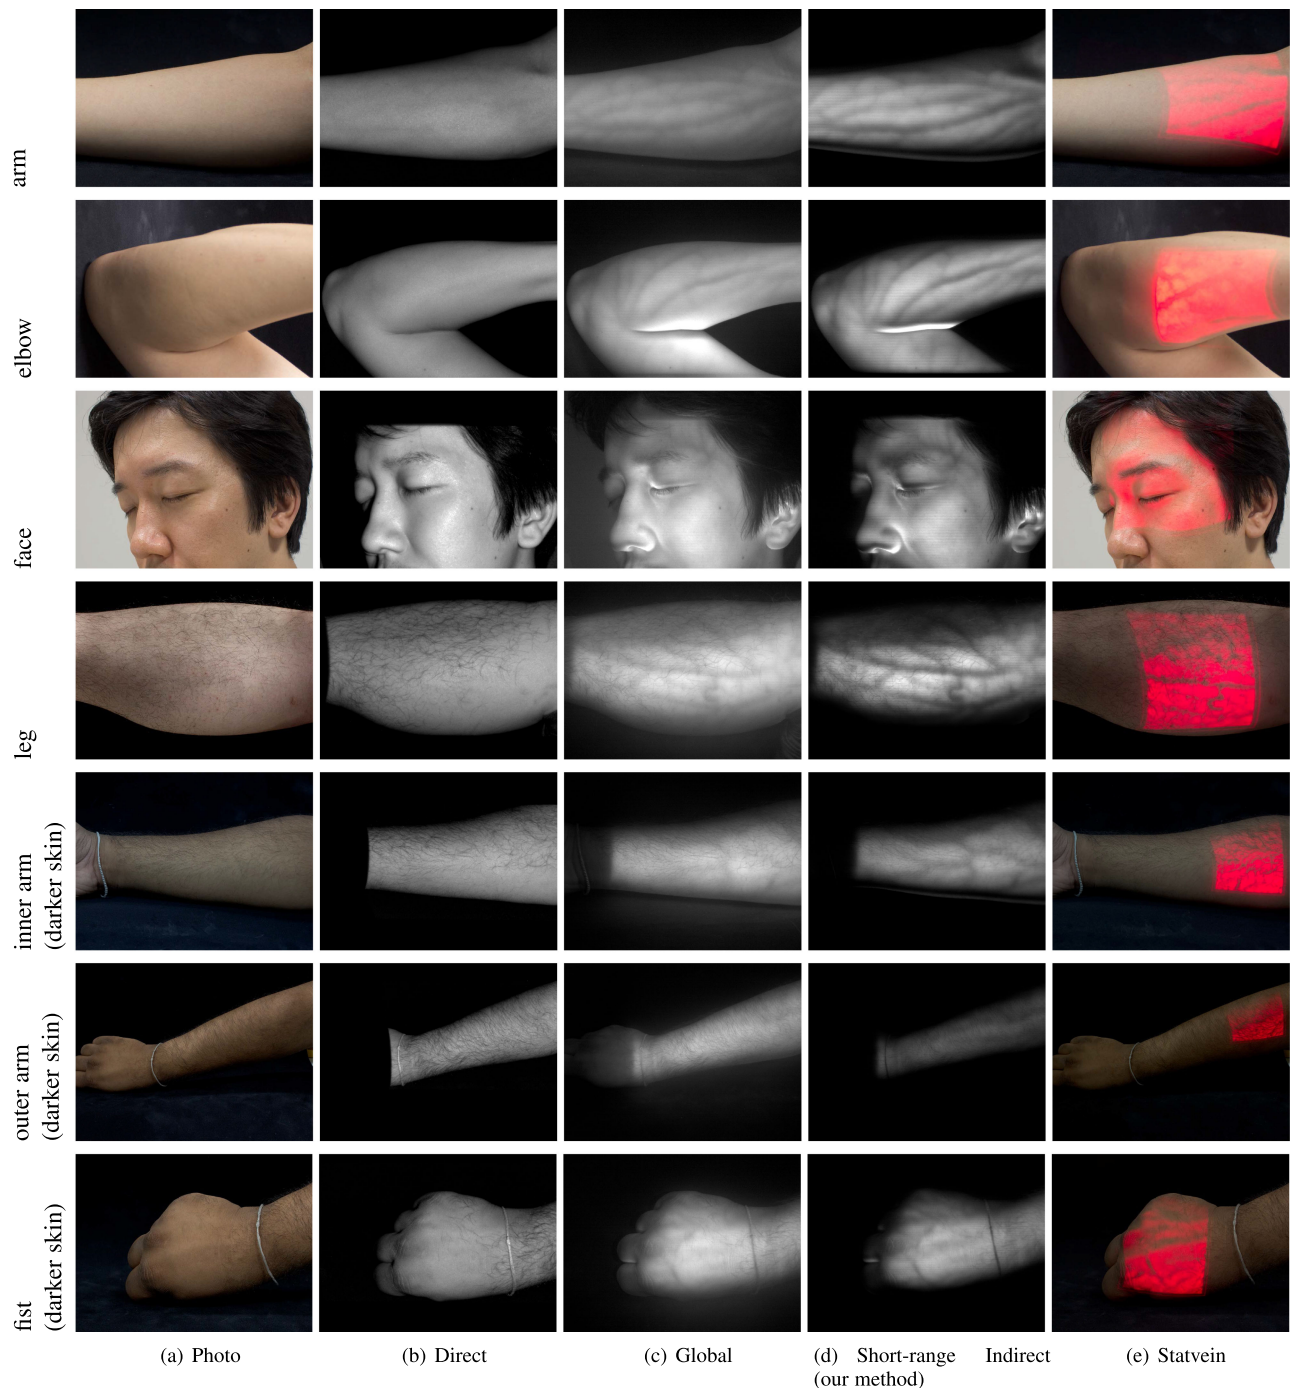 arm
elbow
face
leg
inner arm
(darker skin)
outer arm
(darker skin)
fist
(darker skin)
(a) Photo
(b) Direct
(c) Global
(d) Short-range Indirect
(our method)
(e) Statvein